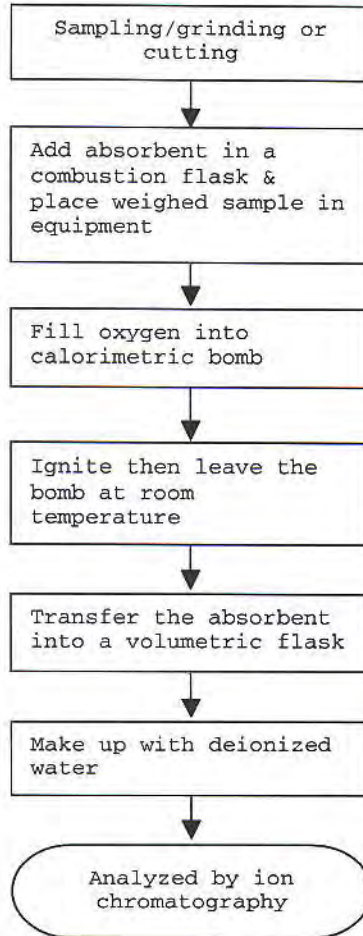 Sampling/grinding or
cutting
Add absorbent in a
combustion flask &
place weighed sample in
equipment
Fill oxygen into
calorimetric bomb
Ignite then leave the
bomb at room
temperature
Transfer the absorbent
into a volumetric flask
Make up with deionized
water
Analyzed by ion
chromatography